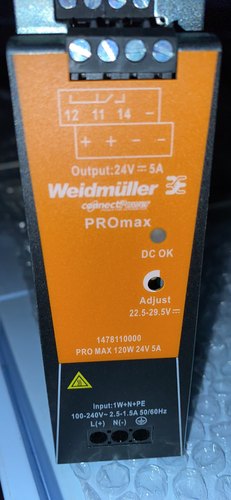 12 11 14 –
+ + – –
Output:24V ⎓ 5A
Weidmüller
connectPower
PROmax
DC OK
Adjust
22.5-29.5V⎓
1478110000
PRO MAX 120W 24V 5A
Input:1W+N+PE
100-240V~ 2.5-1.5A 50/60Hz
L(+) N(-)